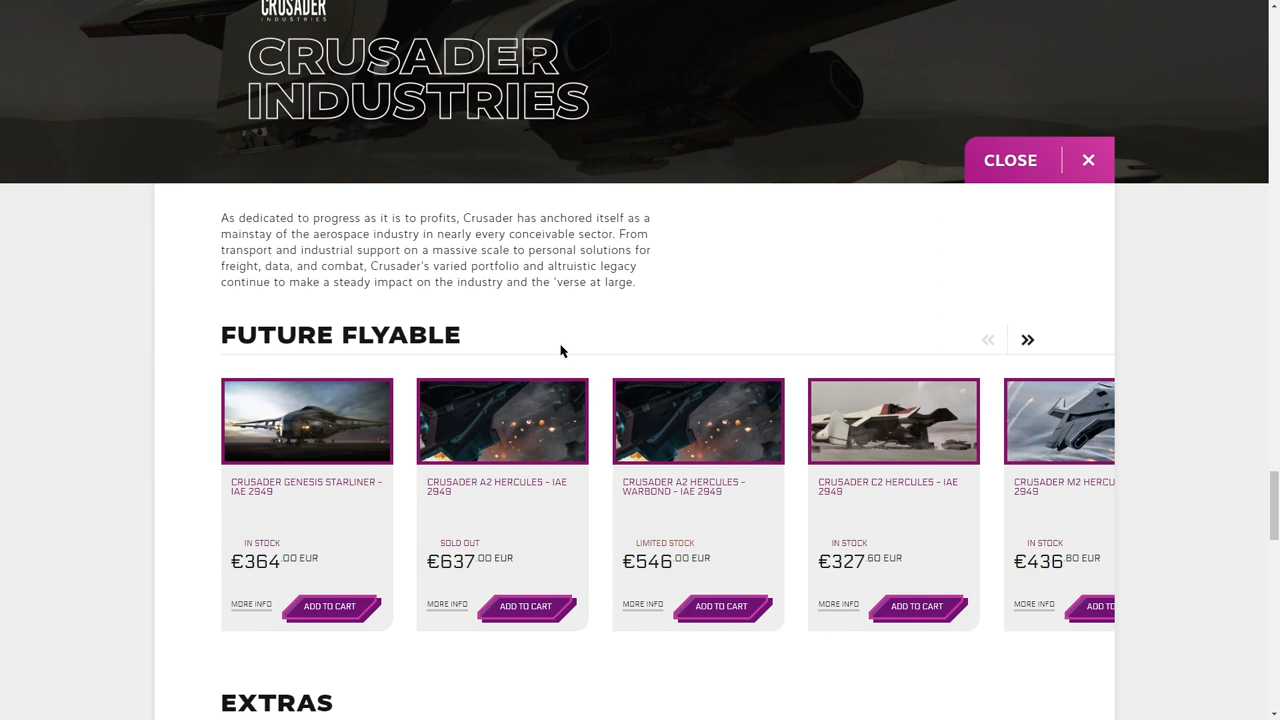 CRUSADER
INDUSTRIES
CRUSADER
INDUSTRIES
CLOSE
As dedicated to progress as it is to profits, Crusader has anchored itself as a
mainstay of the aerospace industry in nearly every conceivable sector. From
transport and industrial support on a massive scale to personal solutions for
freight, data, and combat, Crusader's varied portfolio and altruistic legacy
continue to make a steady impact on the industry and the 'verse at large.
FUTURE FLYABLE
CRUSADER GENESIS STARLINER -
IAE 2949
IN STOCK
€364.00 EUR
MORE INFO
ADD TO CART
CRUSADER A2 HERCULES - IAE
2949
SOLD OUT
€637.00 EUR
MORE INFO
ADD TO CART
CRUSADER A2 HERCULES -
WARBOND - IAE 2949
LIMITED STOCK
€546.00 EUR
MORE INFO
ADD TO CART
CRUSADER C2 HERCULES - IAE
2949
IN STOCK
€327.60 EUR
MORE INFO
ADD TO CART
CRUSADER M2 HERCU
2949
IN STOCK
€436.80 EUR
MORE INFO
ADD TO
EXTRAS